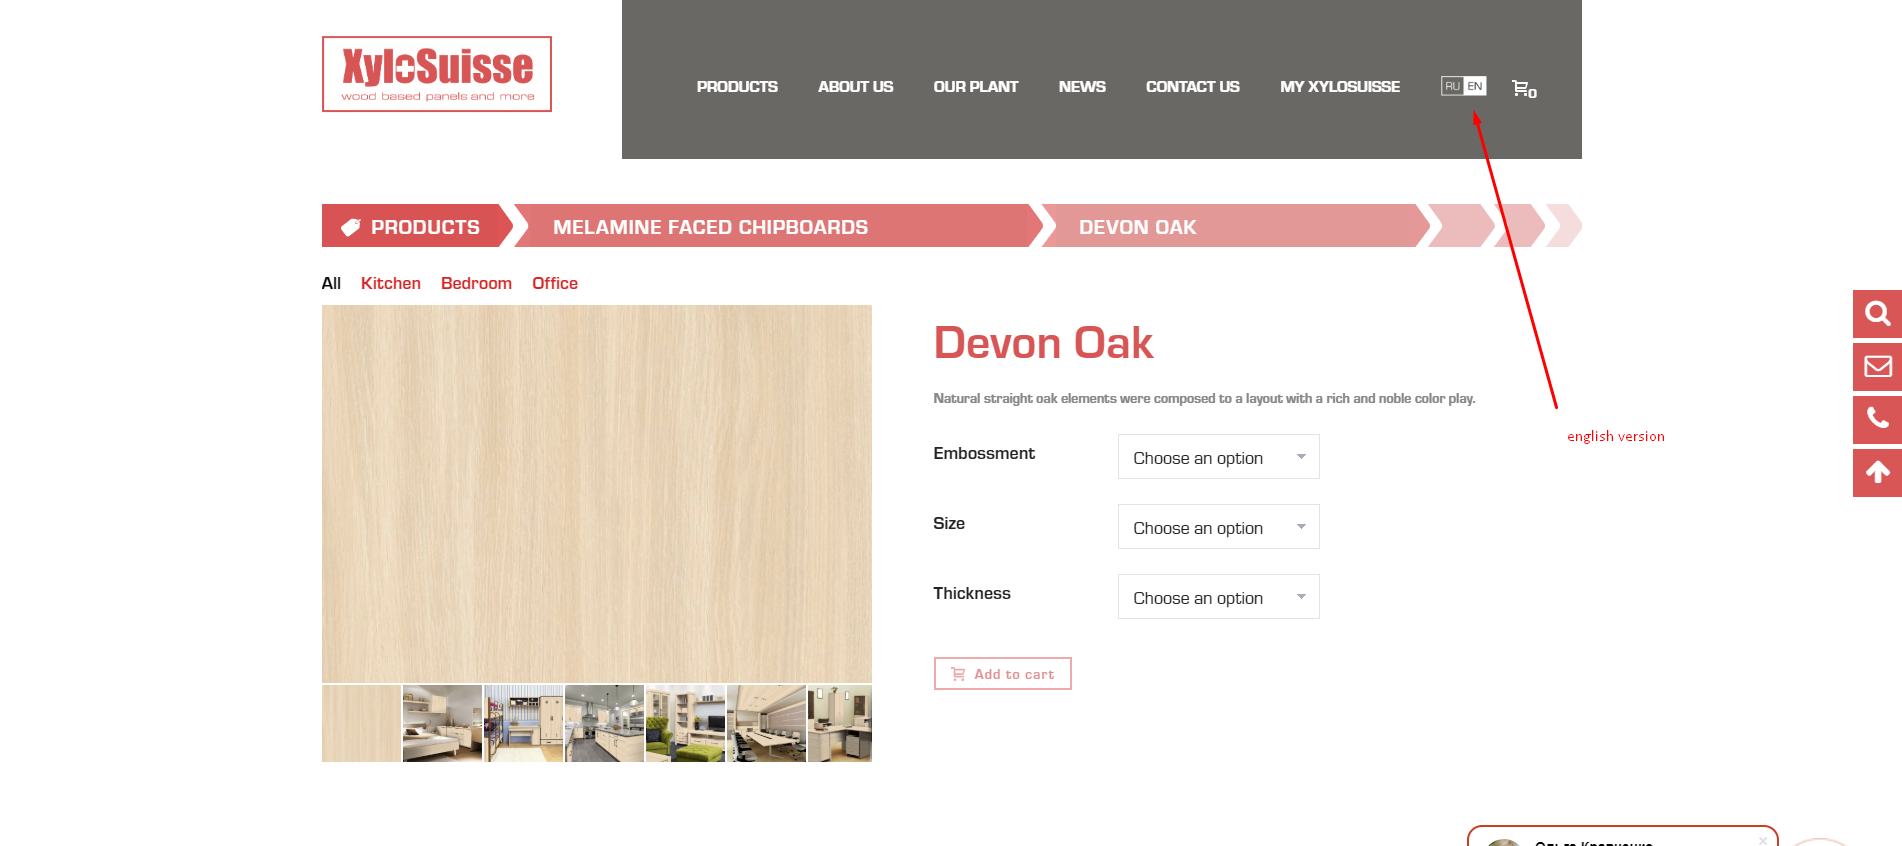 XyloSuisse
wood based panels and more
PRODUCTS
ABOUT US
OUR PLANT
NEWS
CONTACT US
MY XYLOSUISSE
RU EN
0
PRODUCTS
MELAMINE FACED CHIPBOARDS
DEVON OAK
All Kitchen Bedroom Office
Devon Oak
Natural straight oak elements were composed to a layout with a rich and noble color play.
english version
Embossment
Choose an option
Size
Choose an option
Thickness
Choose an option
Add to cart
Ольга Кравченко